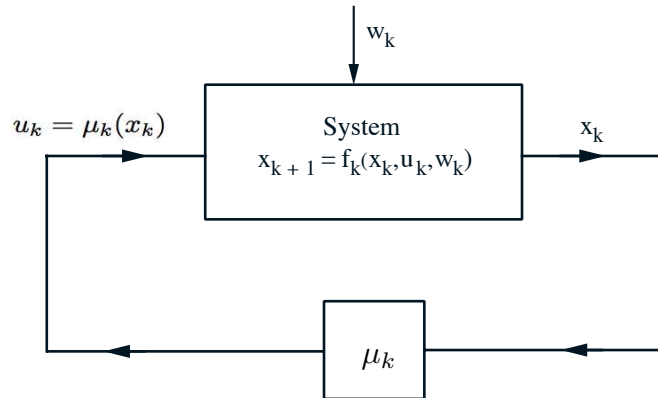 w_k
u_k = μ_k(x_k)
System
x_k
x_{k + 1} = f_k(x_k,u_k,w_k)
μ_k